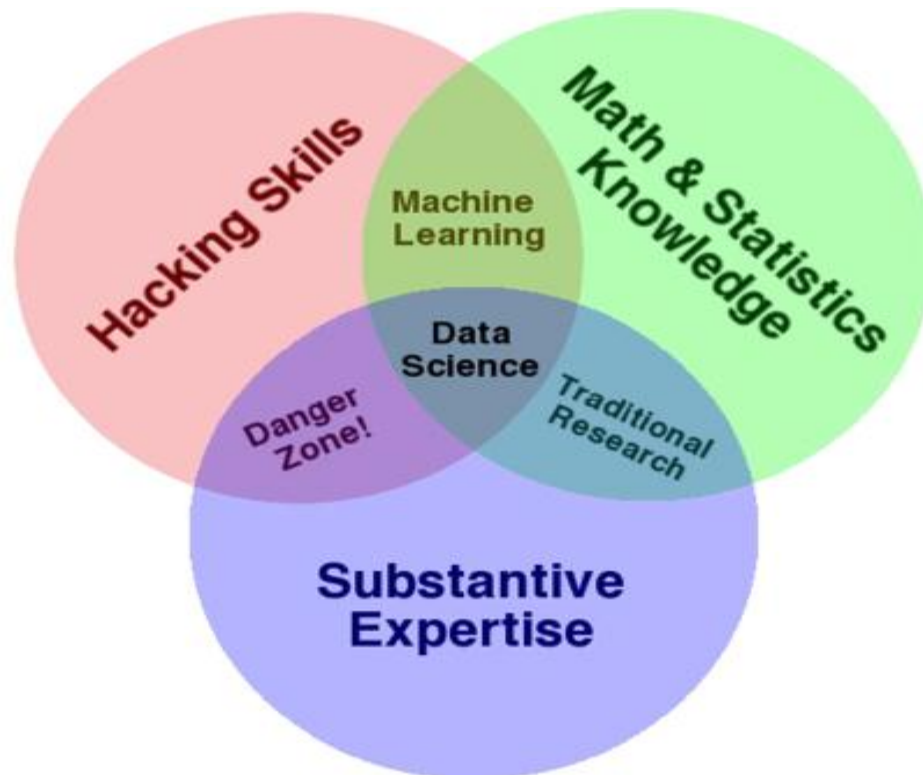 Hacking Skills
Math & Statistics
Knowledge
Machine
Learning
Data
Science
Danger
Zone!
Traditional
Research
Substantive
Expertise